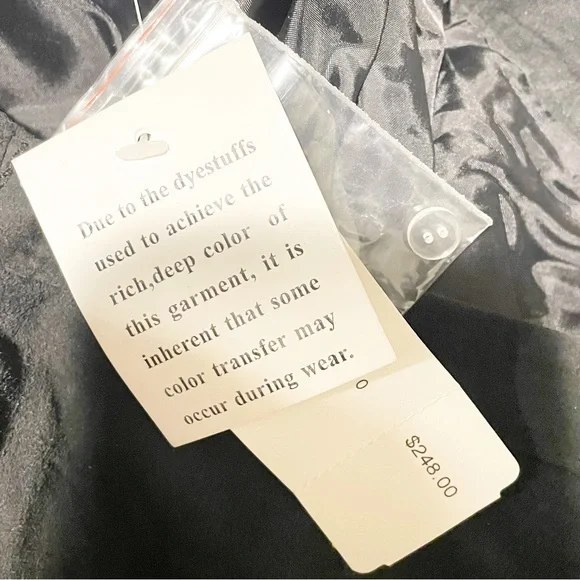 Due to the dyestuffs
used to achieve the
rich,deep color of
this garment, it is
inherent that some
color transfer may
occur during wear.
0
$248.00